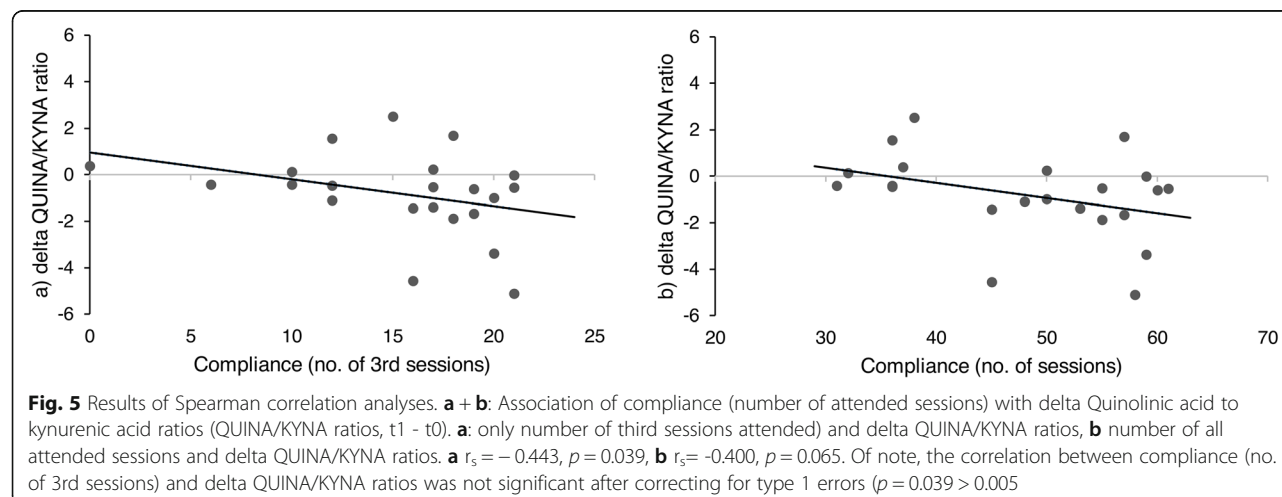 6
4
2
0
-2
-4
-6
0 5 10 15 20 25
Compliance (no. of 3rd sessions)
a) delta QUINA/KYNA ratio
6
4
2
0
-2
-4
-6
20 30 40 50 60 70
Compliance (no. of sessions)
b) delta QUINA/KYNA ratio
Fig. 5 Results of Spearman correlation analyses. a + b: Association of compliance (number of attended sessions) with delta Quinolinic acid to
kynurenic acid ratios (QUINA/KYNA ratios, t1 - t0). a: only number of third sessions attended) and delta QUINA/KYNA ratios, b number of all
attended sessions and delta QUINA/KYNA ratios. a rs = − 0.443, p = 0.039, b rs= -0.400, p = 0.065. Of note, the correlation between compliance (no.
of 3rd sessions) and delta QUINA/KYNA ratios was not significant after correcting for type 1 errors (p = 0.039 > 0.005